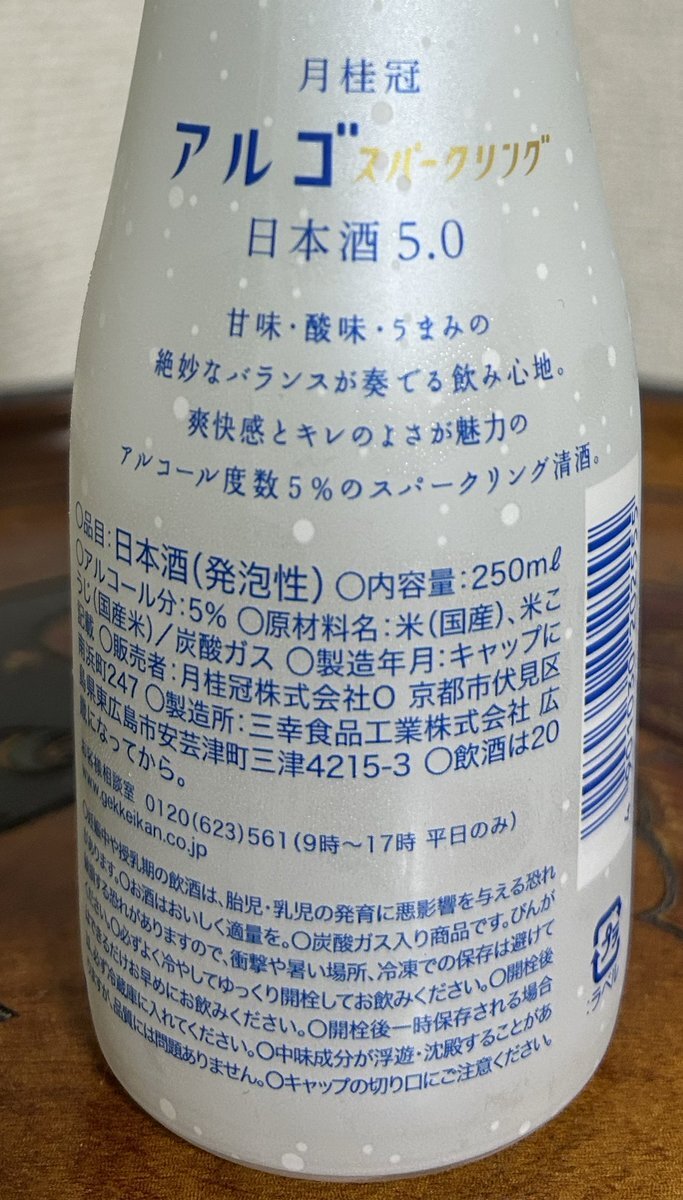 月桂冠
アルゴ スパークリング
日本酒 5.0
甘味・酸味・うまみの
絶妙なバランスが奏でる飲み心地。
爽快感とキレのよさが魅力の
アルコール度数5%のスパークリング清酒。
〇品目:日本酒(発泡性) 〇内容量:250mℓ
〇アルコール分:5% 〇原材料名:米(国産)、米こ
うじ(国産米)/炭酸ガス 〇製造年月:キャップに
記載 〇販売者:月桂冠株式会社O 京都市伏見区
南浜町247 〇製造所:三幸食品工業株式会社 広
島県東広島市安芸津町三津4215-3 〇飲酒は20
歳になってから。
お客様相談室 0120(623)561(9時〜17時 平日のみ)
www.gekkeikan.co.jp
〇妊娠中や授乳期の飲酒は、胎児・乳児の発育に悪影響を与える恐れ
があります。〇お酒はおいしく適量を。〇炭酸ガス入り商品です。びんが
破損する恐れがありますので、衝撃や暑い場所、冷凍での保存は避けて
ください。〇必ずよく冷やしてゆっくり開栓してお飲みください。〇開栓後
はできるだけお早めにお飲みください。〇開栓後一時保存される場合
は、必ず冷蔵庫に入れてください。〇中味成分が浮遊・沈殿することがあ
りますが、品質には問題ありません。〇キャップの切り口にご注意ください。
プラ
:ラベル